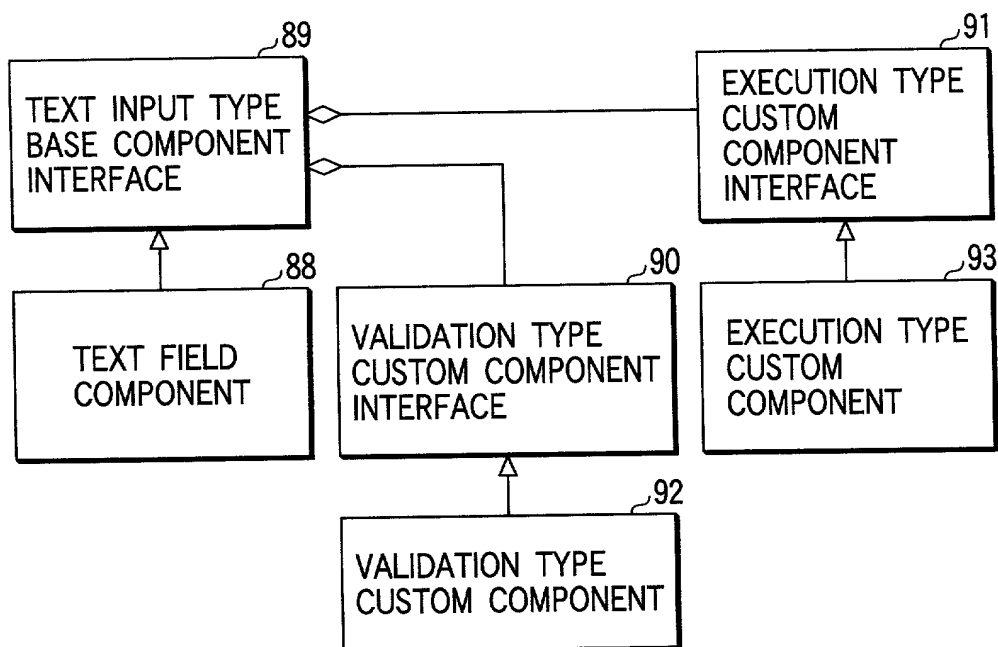 89
TEXT INPUT TYPE
BASE COMPONENT
INTERFACE
91
EXECUTION TYPE
CUSTOM
COMPONENT
INTERFACE
88
TEXT FIELD
COMPONENT
90
VALIDATION TYPE
CUSTOM COMPONENT
INTERFACE
93
EXECUTION TYPE
CUSTOM
COMPONENT
92
VALIDATION TYPE
CUSTOM COMPONENT